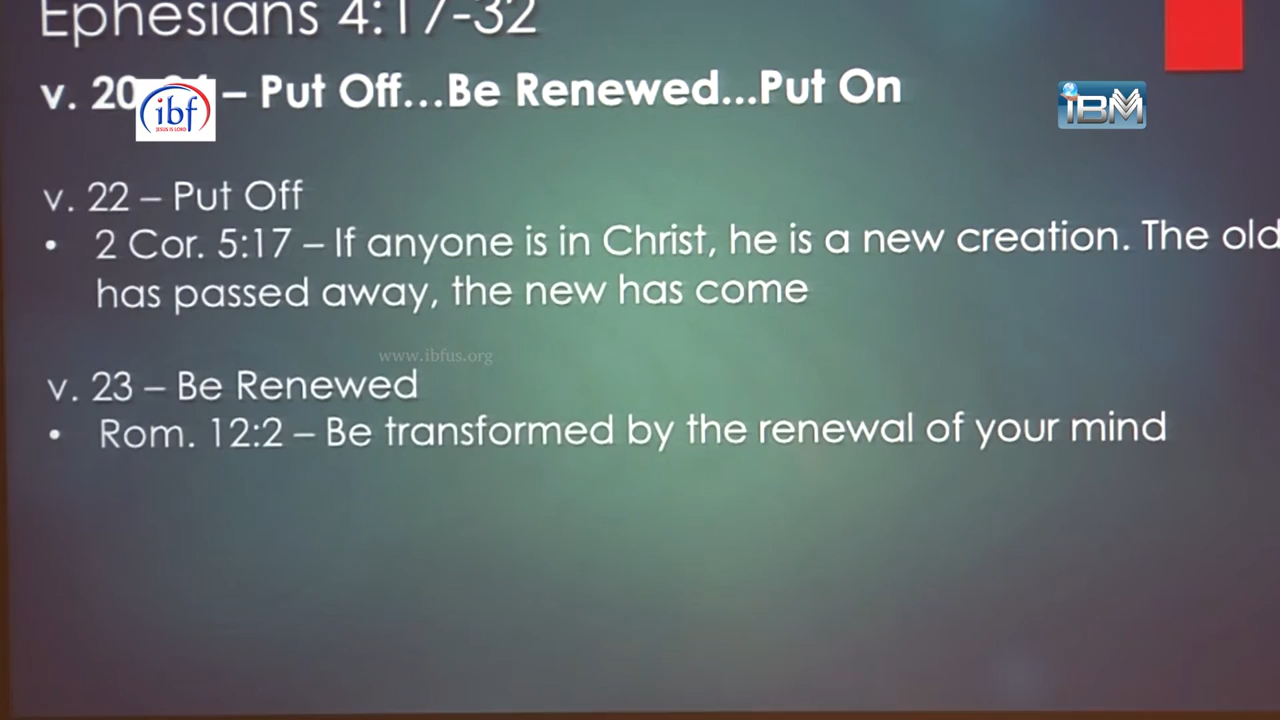 Ephesians 4:17-32
v. 20 – Put Off...Be Renewed...Put On
ibf
JESUS IS LORD
IBM
v. 22 – Put Off
• 2 Cor. 5:17 – If anyone is in Christ, he is a new creation. The old
has passed away, the new has come
www.ibfus.org
v. 23 – Be Renewed
• Rom. 12:2 – Be transformed by the renewal of your mind